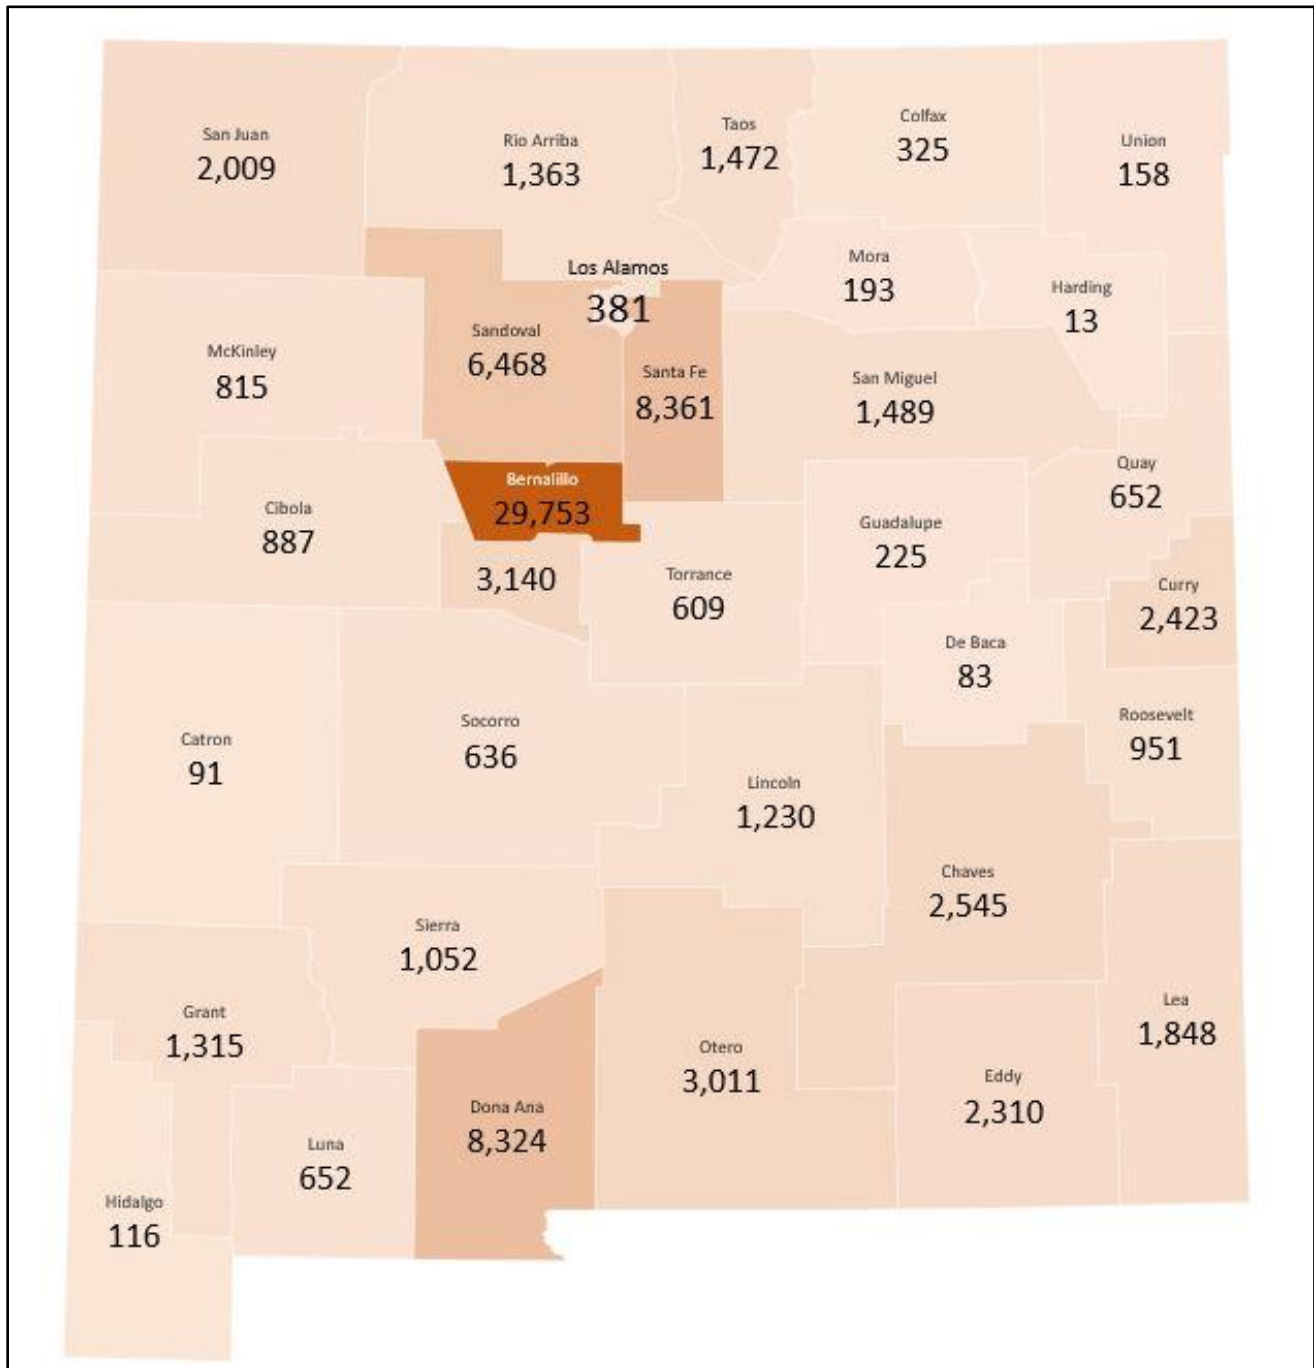 San Juan
2,009
Rio Arriba
1,363
Taos
1,472
Colfax
325
Union
158
Los Alamos
381
Mora
193
Harding
13
McKinley
815
Sandoval
6,468
Santa Fe
8,361
San Miguel
1,489
Quay
652
Cibola
887
Bernalillo
29,753
3,140
Torrance
609
Guadalupe
225
Curry
2,423
De Baca
83
Roosevelt
951
Catron
91
Socorro
636
Lincoln
1,230
Chaves
2,545
Sierra
1,052
Grant
1,315
Otero
3,011
Lea
1,848
Eddy
2,310
Dona Ana
8,324
Luna
652
Hidalgo
116